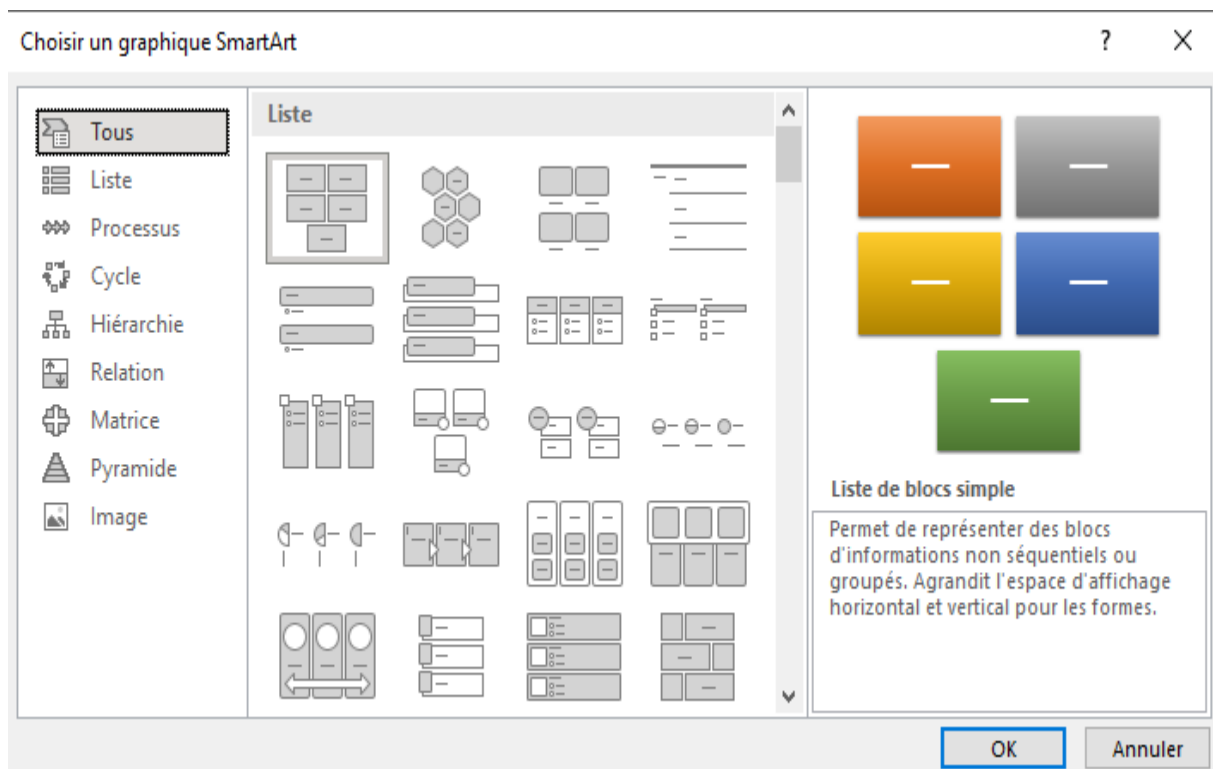 Choisir un graphique SmartArt
?
Tous
Liste
Processus
Cycle
Hiérarchie
Relation
Matrice
Pyramide
Image
Liste
Liste de blocs simple
Permet de représenter des blocs
d'informations non séquentiels ou
groupés. Agrandit l'espace d'affichage
horizontal et vertical pour les formes.
OK
Annuler